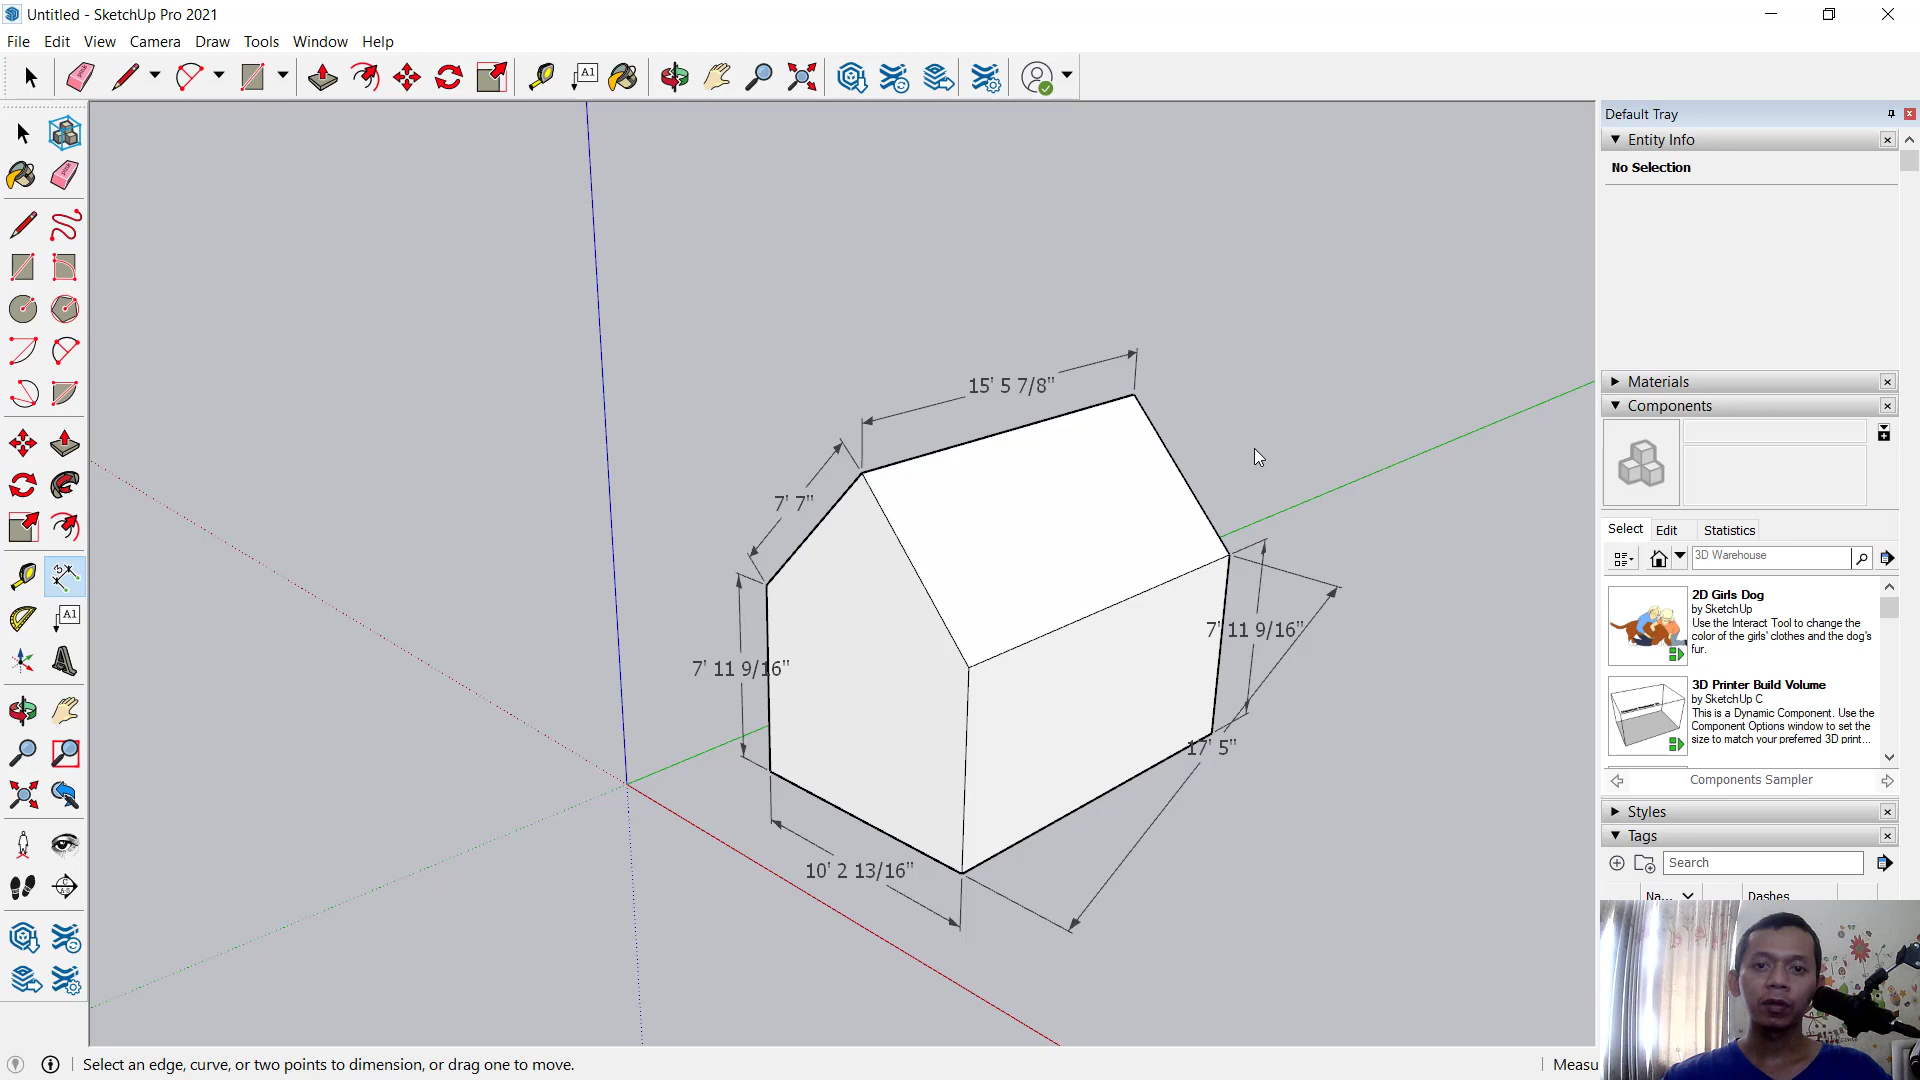 Untitled - SketchUp Pro 2021
File Edit View Camera Draw Tools Window Help
A1
Default Tray
Entity Info
No Selection
Materials
Components
Select Edit Statistics
3D Warehouse
2D Girls Dog
by SketchUp
Use the Interact Tool to change the
color of the girls' clothes and the dog's
fur.
3D Printer Build Volume
by SketchUp C
This is a Dynamic Component. Use the
Component Options window to set the
size to match your preferred 3D print...
Components Sampler
Styles
Tags
Search
Na... Dashes
A1
15' 5 7/8"
7' 7"
7' 11 9/16"
7' 11 9/16"
17' 5"
10' 2 13/16"
Select an edge, curve, or two points to dimension, or drag one to move.
Measu